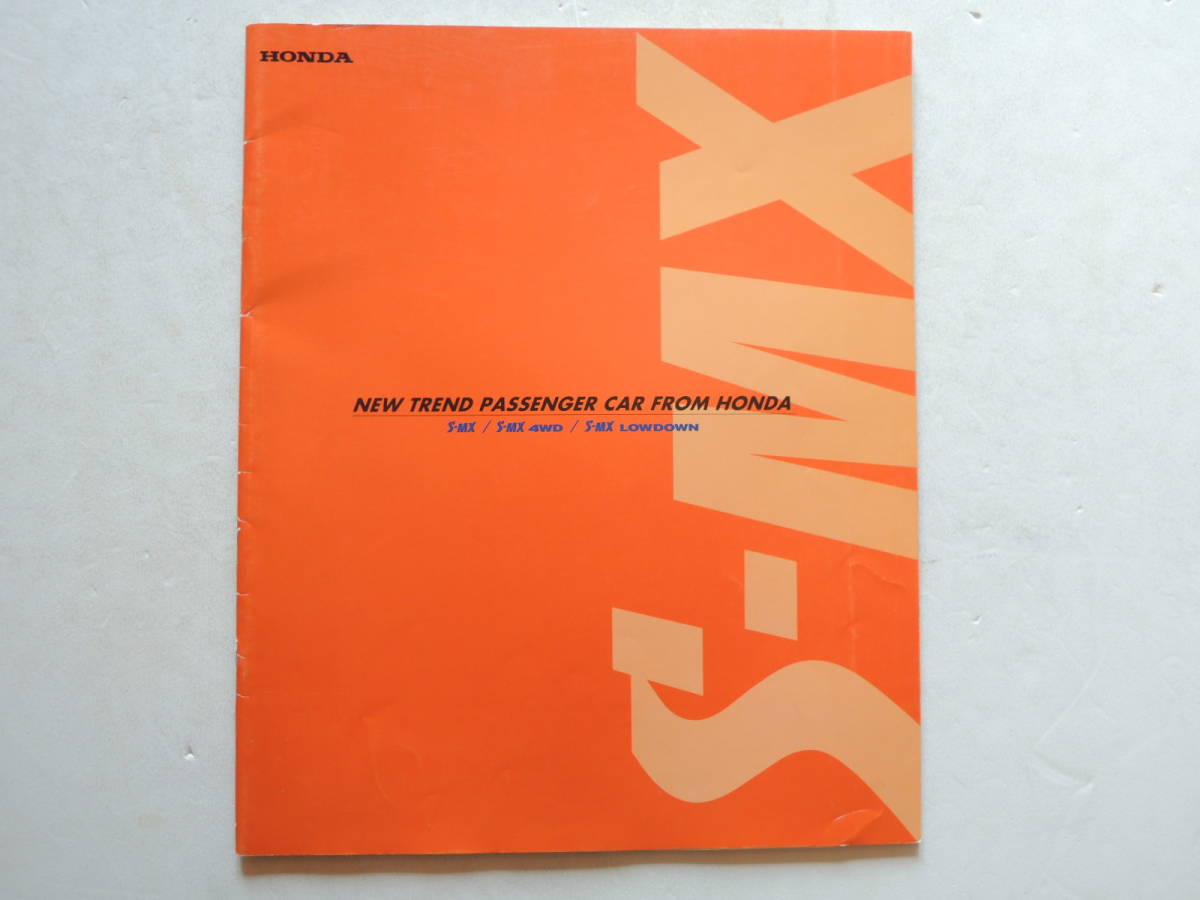 HONDA
NEW TREND PASSENGER CAR FROM HONDA
S-MX / S-MX 4WD / S-MX LOWDOWN
S-MX